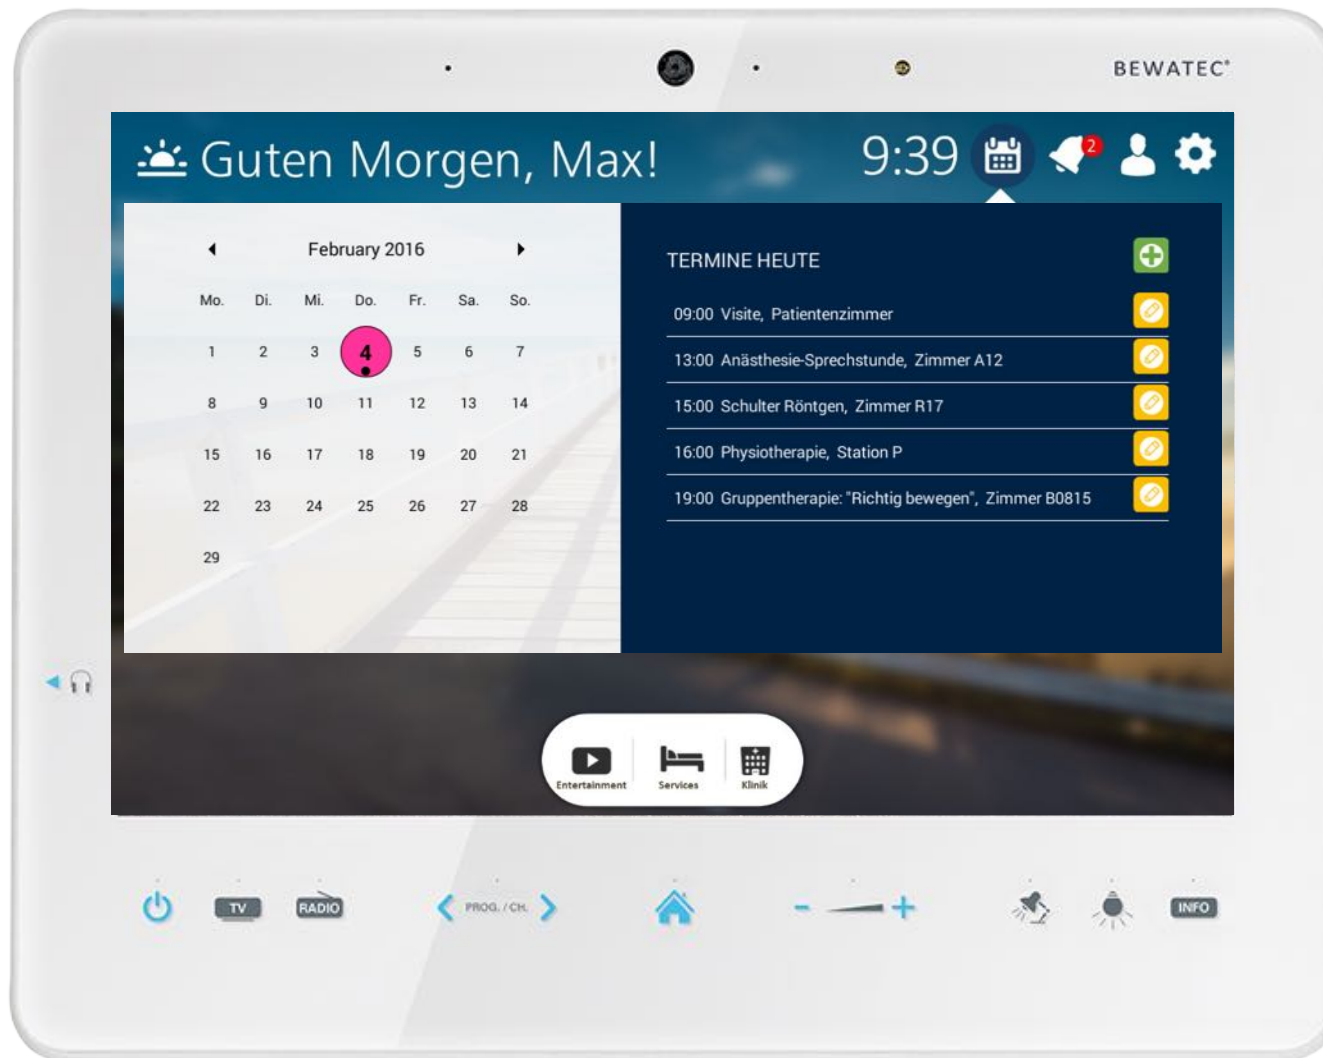 BEWATEC®
Guten Morgen, Max!
9:39
2
February 2016
Mo. Di. Mi. Do. Fr. Sa. So.
1 2 3 4 5 6 7
8 9 10 11 12 13 14
15 16 17 18 19 20 21
22 23 24 25 26 27 28
29
TERMINE HEUTE
09:00 Visite, Patientenzimmer
13:00 Anästhesie-Sprechstunde, Zimmer A12
15:00 Schulter Röntgen, Zimmer R17
16:00 Physiotherapie, Station P
19:00 Gruppentherapie: "Richtig bewegen", Zimmer B0815
Entertainment Services Klinik
TV RADIO PROG. / CH. - + INFO